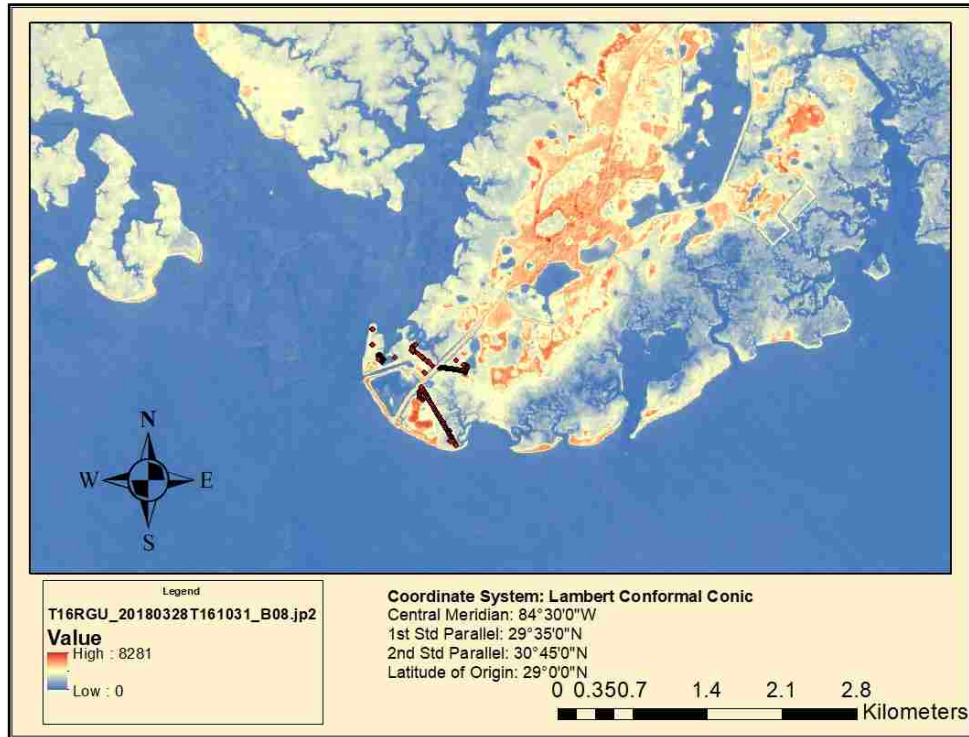 N
W E
S
Legend
T16RGU_20180328T161031_B08.jp2
Value
High : 8281
Low : 0
Coordinate System: Lambert Conformal Conic
Central Meridian: 84°30'0"W
1st Std Parallel: 29°35'0"N
2nd Std Parallel: 30°45'0"N
Latitude of Origin: 29°0'0"N
0 0.350.7 1.4 2.1 2.8
Kilometers